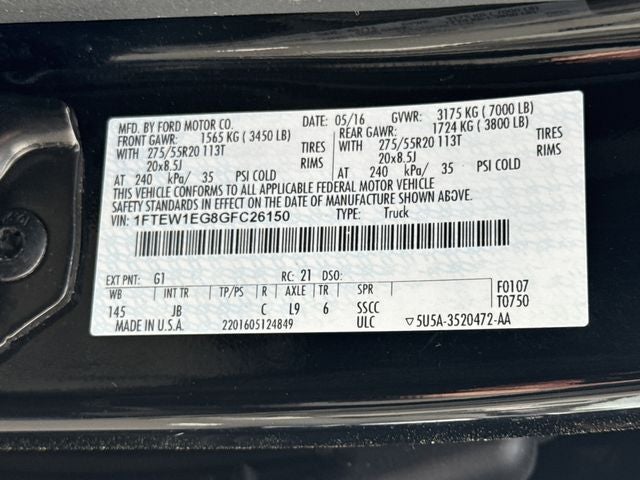 MFD. BY FORD MOTOR CO. DATE: 05/16 GVWR: 3175 KG ( 7000 LB)
FRONT GAWR: 1565 KG ( 3450 LB) REAR GAWR: 1724 KG ( 3800 LB)
WITH 275/55R20 113T TIRES WITH 275/55R20 113T TIRES
20x8.5J RIMS 20x8.5J RIMS
AT 240 kPa/ 35 PSI COLD AT 240 kPa/ 35 PSI COLD
THIS VEHICLE CONFORMS TO ALL APPLICABLE FEDERAL MOTOR VEHICLE
SAFETY STANDARDS IN EFFECT ON THE DATE OF MANUFACTURE SHOWN ABOVE.
VIN: 1FTEW1EG8GFC26150 TYPE: Truck
EXT PNT: G1 RC: 21 DSO:
WB INT TR TP/PS R AXLE TR SPR F0107
145 JB C L9 6 SSCC T0750
MADE IN U.S.A. 2201605124849 ULC ▽5U5A-3520472-AA